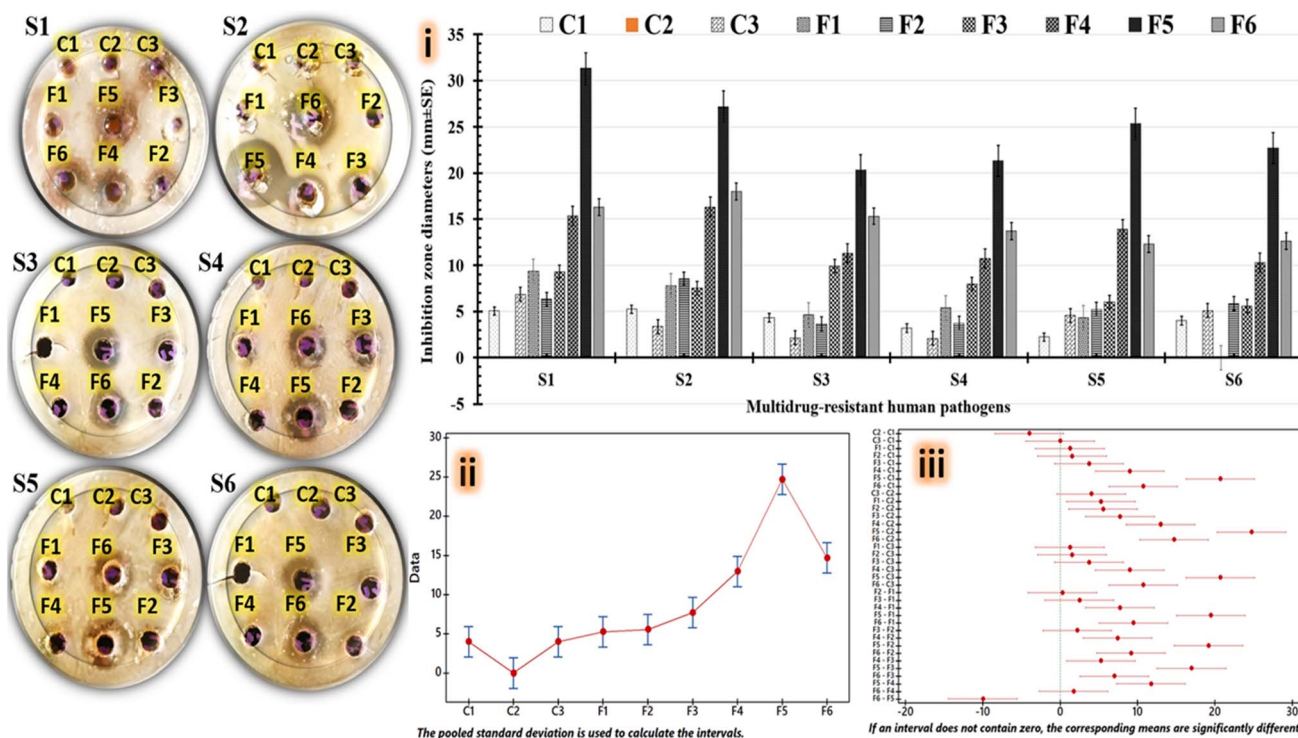 S1
C1 C2 C3
F1 F5 F3
F6 F4 F2
S2
C1 C2 C3
F1 F6 F2
F5 F4 F3
S3
C1 C2 C3
F1 F5 F3
F4 F6 F2
S4
C1 C2 C3
F1 F6 F3
F4 F5 F2
S5
C1 C2 C3
F1 F6 F3
F4 F5 F2
S6
C1 C2 C3
F1 F5 F3
F4 F6 F2
i
C1 C2 C3 F1 F2 F3 F4 F5 F6
Inhibition zone diameters (mm±SE)
35
30
25
20
15
10
5
0
-5
S1 S2 S3 S4 S5 S6
Multidrug-resistant human pathogens
ii
Data
30
25
20
15
10
5
0
C1 C2 C3 F1 F2 F3 F4 F5 F6
The pooled standard deviation is used to calculate the intervals.
iii
C2 - C1
C3 - C1
F1 - C1
F2 - C1
F3 - C1
F4 - C1
F5 - C1
F6 - C1
C3 - C2
F1 - C2
F2 - C2
F3 - C2
F4 - C2
F5 - C2
F6 - C2
F1 - C3
F2 - C3
F3 - C3
F4 - C3
F5 - C3
F6 - C3
F2 - F1
F3 - F1
F4 - F1
F5 - F1
F6 - F1
F3 - F2
F4 - F2
F5 - F2
F6 - F2
F4 - F3
F5 - F3
F6 - F3
F5 - F4
F6 - F4
F6 - F5
-20 -10 0 10 20 30
If an interval does not contain zero, the corresponding means are significantly different